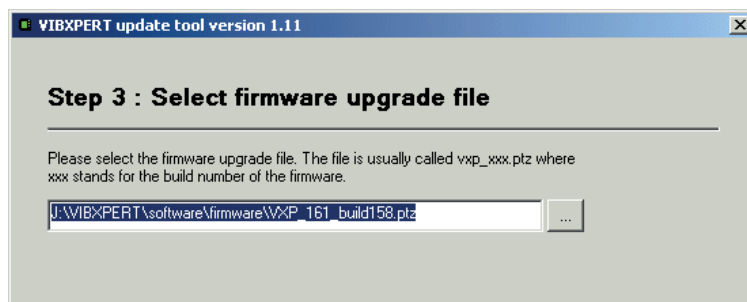 VIBXPERT update tool version 1.11
Step 3 : Select firmware upgrade file
Please select the firmware upgrade file. The file is usually called vxp_xxx.ptz where
xxx stands for the build number of the firmware.
J:\VIBXPERT\software\firmware\VXP_161_build158.ptz
...